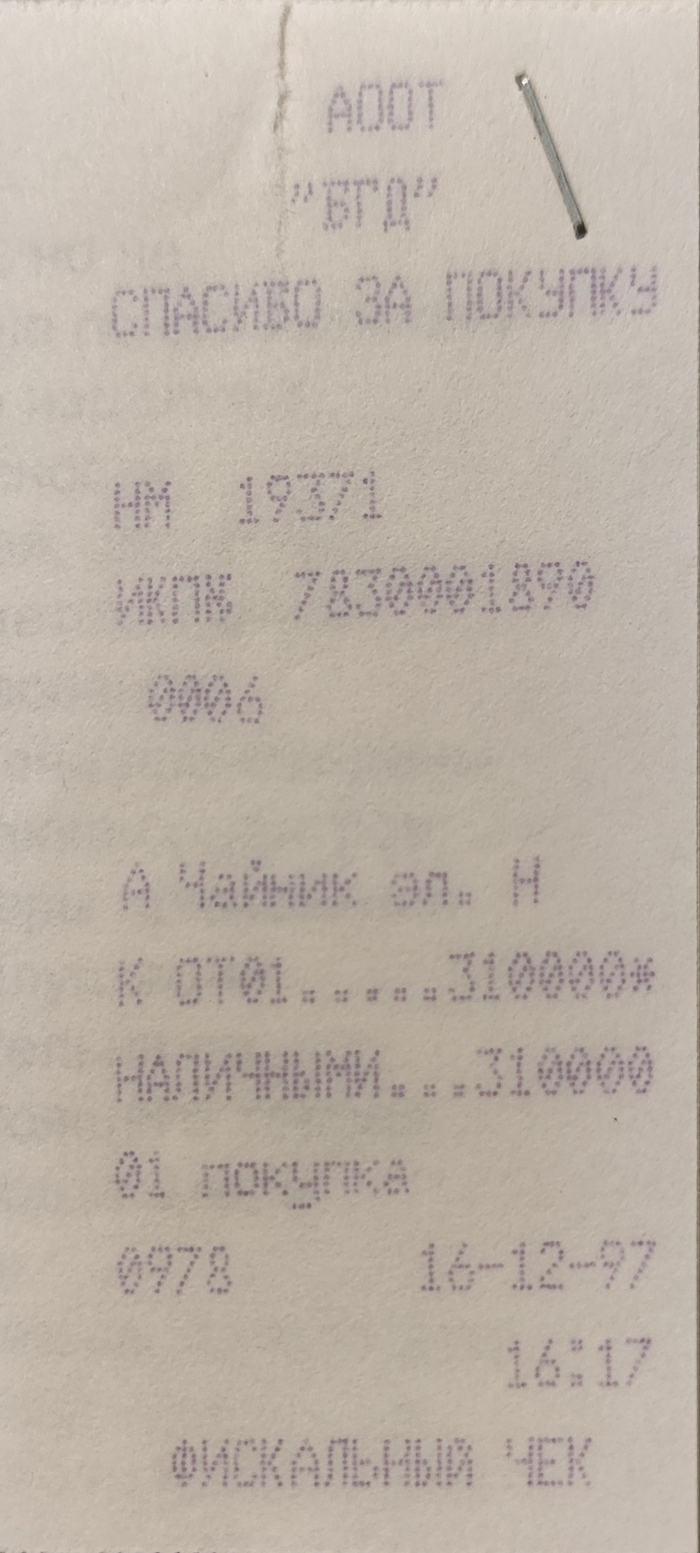 АООТ
"БГД"
СПАСИБО ЗА ПОКУПКУ
НМ 19371
ИКПН 7830001890
0006
А Чайник эл. Н
К ОТ01......310000*
НАЛИЧНЫМИ...310000
01 покупка
0978 16-12-97
16:17
ФИСКАЛЬНЫЙ ЧЕК